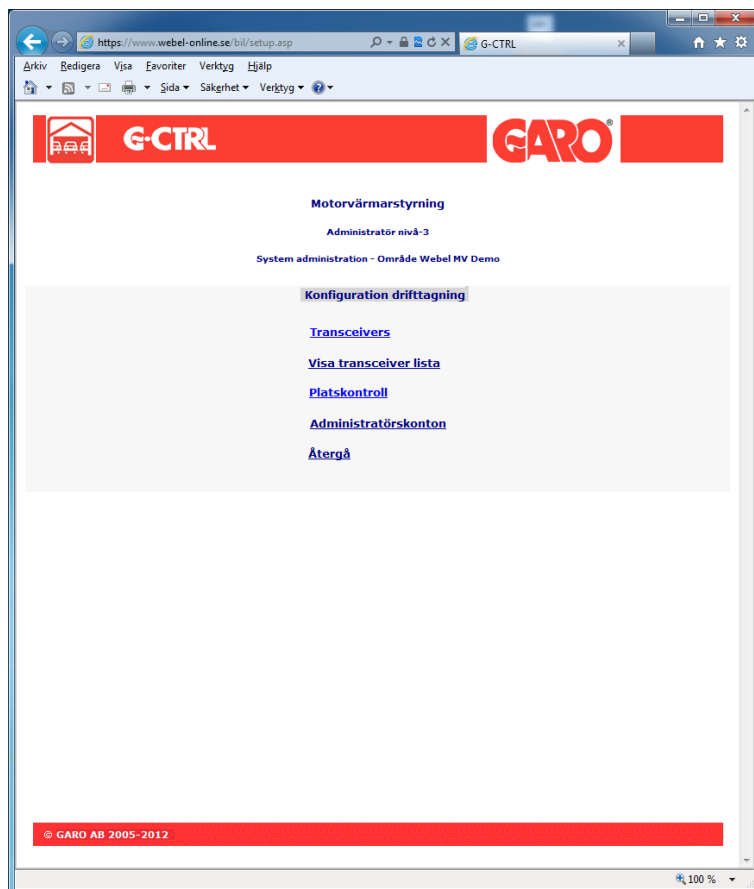 https://www.webel-online.se/bil/setup.asp
G-CTRL
Arkiv Redigera Visa Favoriter Verktyg Hjälp
Sida Säkerhet Verktyg
G-CTRL GARO®
Motorvärmarstyrning
Administratör nivå-3
System administration - Område Webel MV Demo
Konfiguration drifttagning
Transceivers
Visa transceiver lista
Platskontroll
Administratörskonton
Återgå
© GARO AB 2005-2012
100 %